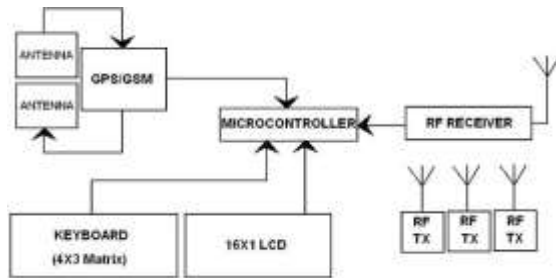 ANTENNA
GPS/GSM
ANTENNA
MICROCONTROLLER
RF RECEIVER
KEYBOARD
(4X3 Matrix)
16X1 LCD
RF
TX
RF
TX
RF
TX